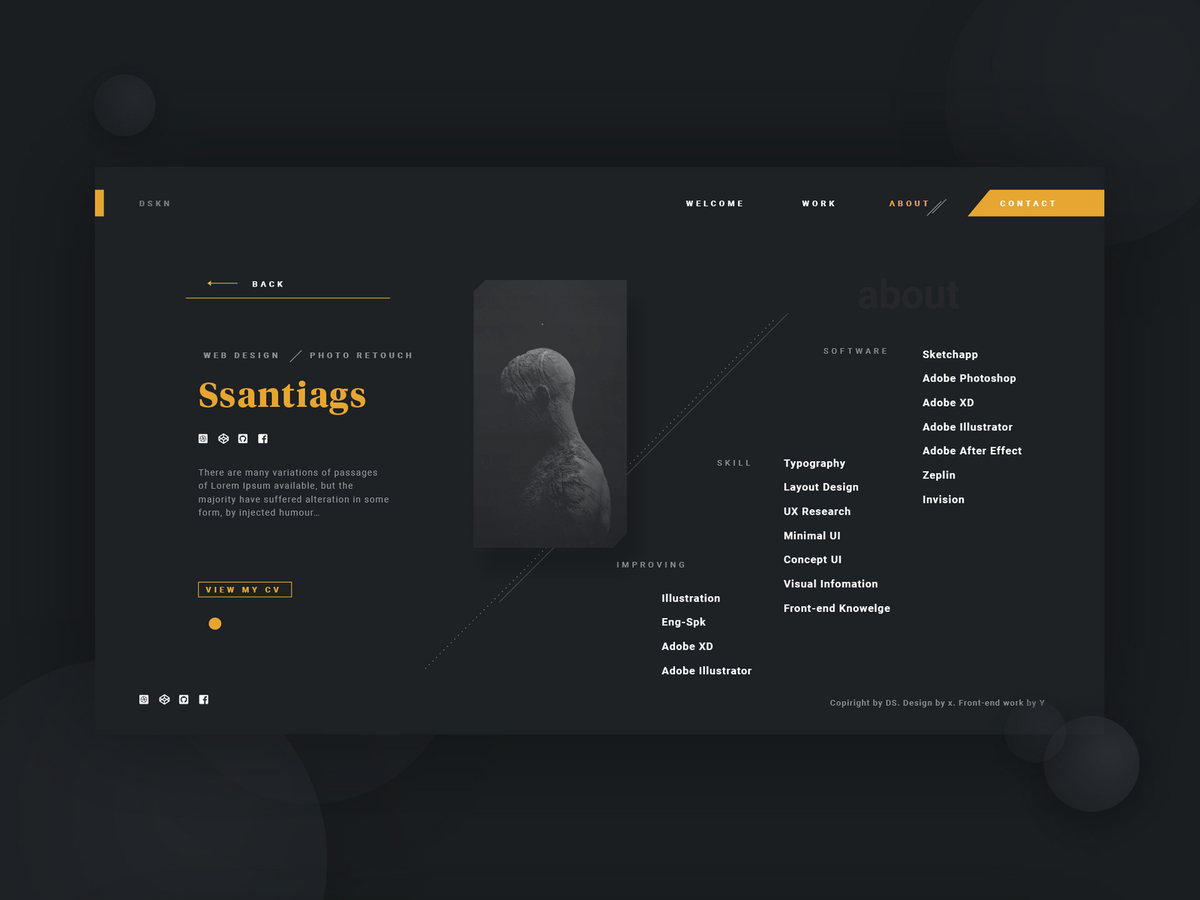 DSKN
WELCOME
WORK
ABOUT
CONTACT
BACK
about
WEB DESIGN
PHOTO RETOUCH
Ssantiags
There are many variations of passages
of Lorem Ipsum available, but the
majority have suffered alteration in some
form, by injected humour...
VIEW MY CV
SOFTWARE
Sketchapp
Adobe Photoshop
Adobe XD
Adobe Illustrator
Adobe After Effect
Zeplin
Invision
SKILL
Typography
Layout Design
UX Research
Minimal UI
Concept UI
Visual Infomation
Front-end Knowelge
IMPROVING
Illustration
Eng-Spk
Adobe XD
Adobe Illustrator
Copiright by DS. Design by x. Front-end work by Y